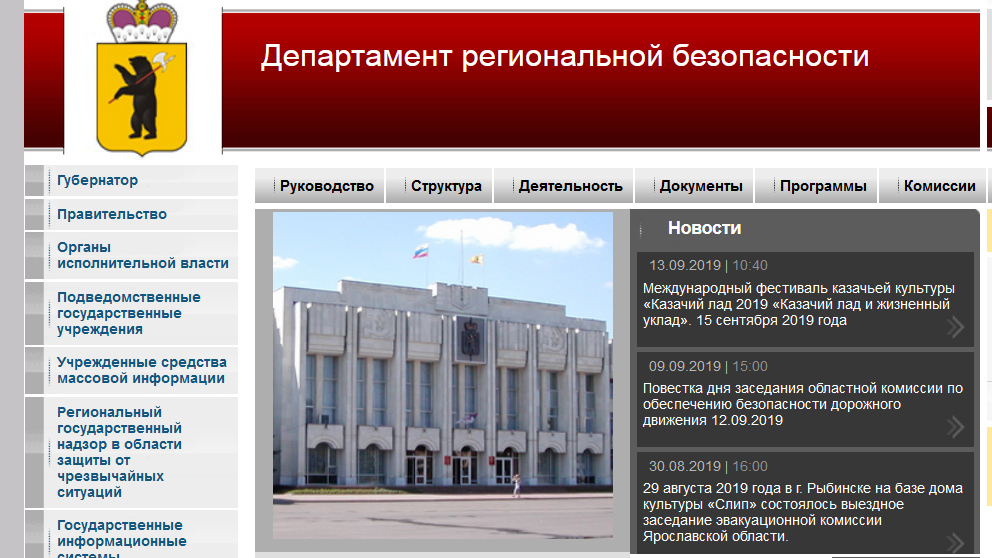 Департамент региональной безопасности
Губернатор
Правительство
Органы
исполнительной власти
Подведомственные
государственные
учреждения
Учрежденные средства
массовой информации
Региональный
государственный
надзор в области
защиты от
чрезвычайных
ситуаций
Государственные
информационные
системы
Руководство
Структура
Деятельность
Документы
Программы
Комиссии
Новости
13.09.2019 | 10:40
Международный фестиваль казачьей культуры
«Казачий лад 2019 «Казачий лад и жизненный
уклад». 15 сентября 2019 года
09.09.2019 | 15:00
Повестка дня заседания областной комиссии по
обеспечению безопасности дорожного
движения 12.09.2019
30.08.2019 | 16:00
29 августа 2019 года в г. Рыбинске на базе дома
культуры «Слип» состоялось выездное
заседание эвакуационной комиссии
Ярославской области.